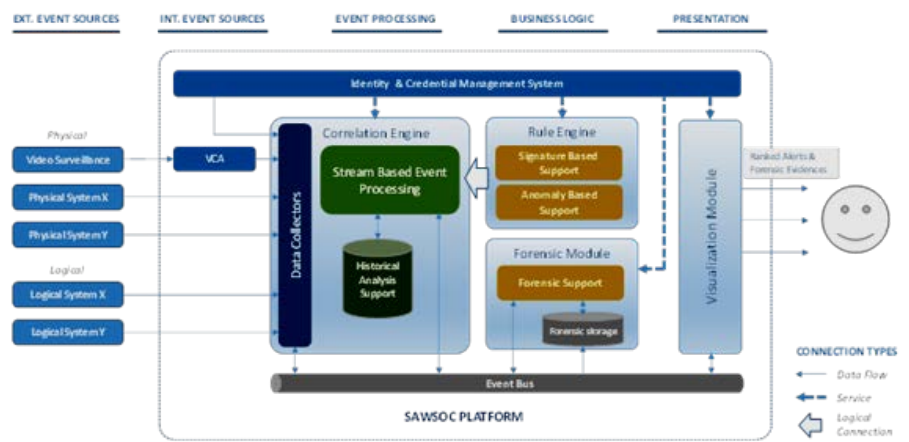 EXT. EVENT SOURCES
INT. EVENT SOURCES
EVENT PROCESSING
BUSINESS LOGIC
PRESENTATION
Identity & Credential Management System
Physical
Video Surveillance
Physical System X
Physical System Y
Logical
Logical System X
Logical System Y
VCA
Data Collectors
Correlation Engine
Stream Based Event
Processing
Historical
Analysis
Support
Rule Engine
Signature Based
Support
Anomaly Based
Support
Forensic Module
Forensic Support
Forensic storage
Visualization Module
Ranked Alerts &
Forensic Evidences
Event Bus
SAWSOC PLATFORM
CONNECTION TYPES
Data Flow
Service
Logical
Connection